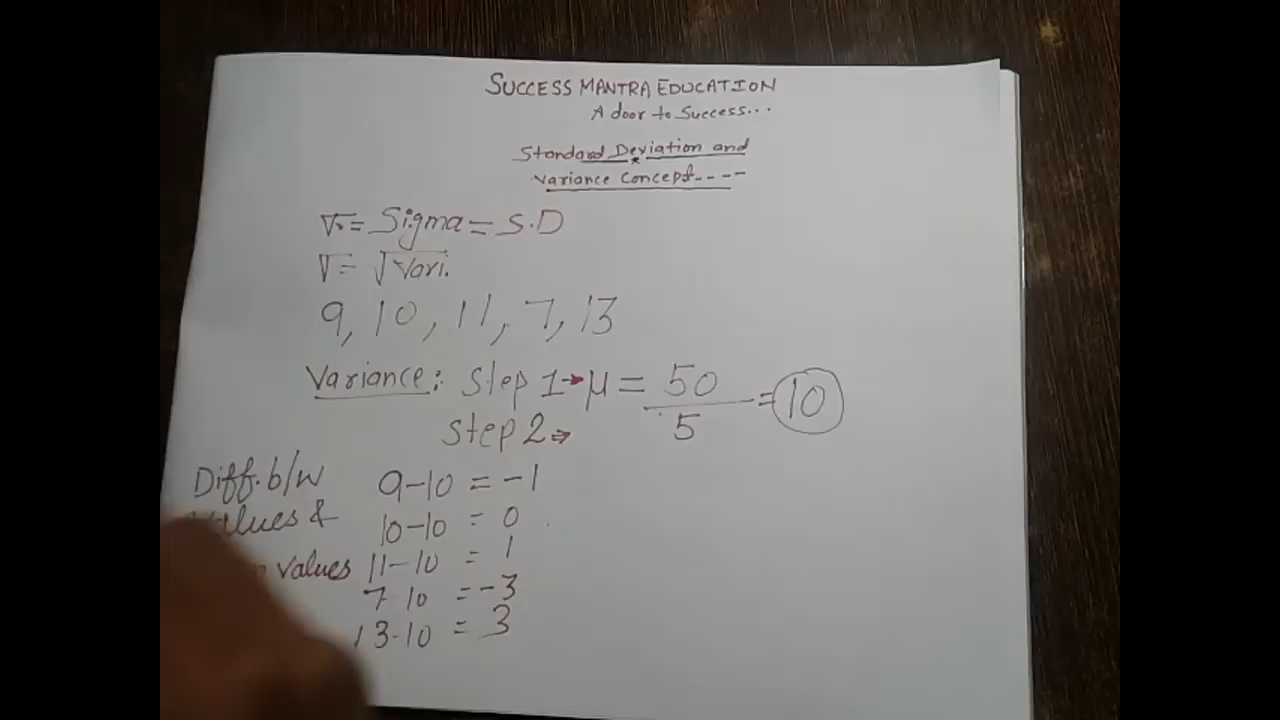 SUCCESS MANTRA EDUCATION
A door to Success...
Standard Deviation and
Variance Concept----
= Sigma = S.D
= √Vari.
9, 10, 11, 7, 13
Variance: Step 1→ μ = 50/5 = 10
Step 2⇒
Diff. b/w
Values &
values
9-10 = -1
10-10 = 0
11-10 = 1
7-10 = -3
13-10 = 3